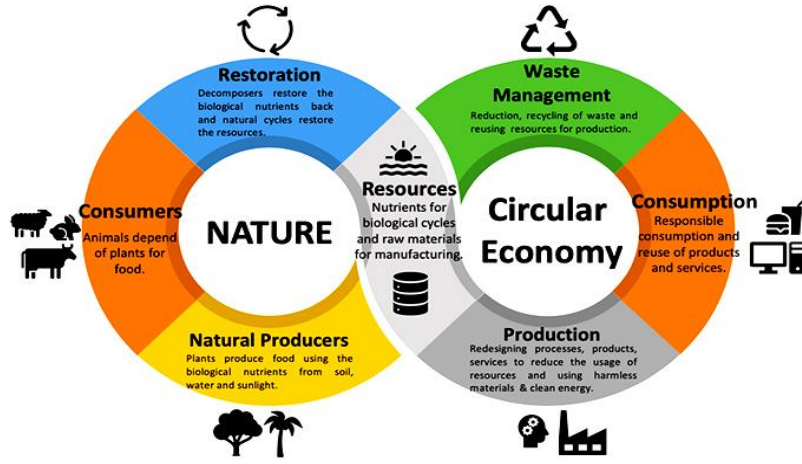 Restoration
Decomposers restore the
biological nutrients back
and natural cycles restore
the resources.
Waste
Management
Reduction, recycling of waste and
reusing resources for production.
Consumers
Animals depend
of plants for
food.
NATURE
Resources
Nutrients for
biological cycles
and raw materials
for manufacturing.
Circular
Economy
Consumption
Responsible
consumption and
reuse of products
and services.
Natural Producers
Plants produce food using the
biological nutrients from soil,
water and sunlight.
Production
Redesigning processes, products,
services to reduce the usage of
resources and using harmless
materials & clean energy.